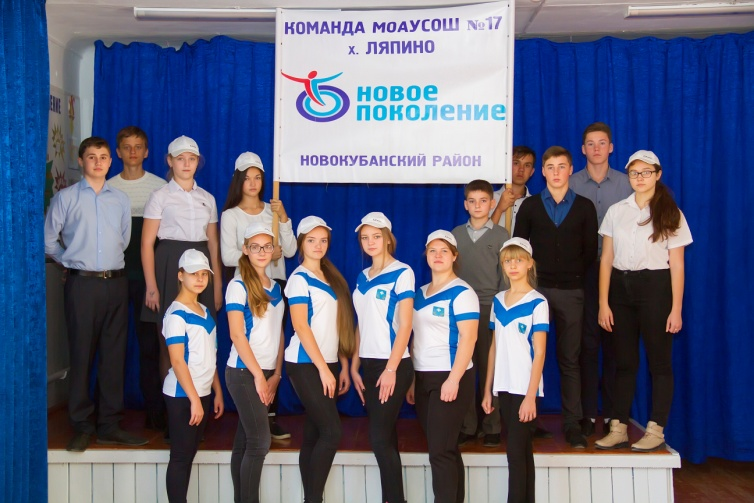 КОМАНДА МОАУСОШ №17
х. ЛЯПИНО
НОВОЕ
ПОКОЛЕНИЕ
НОВОКУБАНСКИЙ РАЙОН